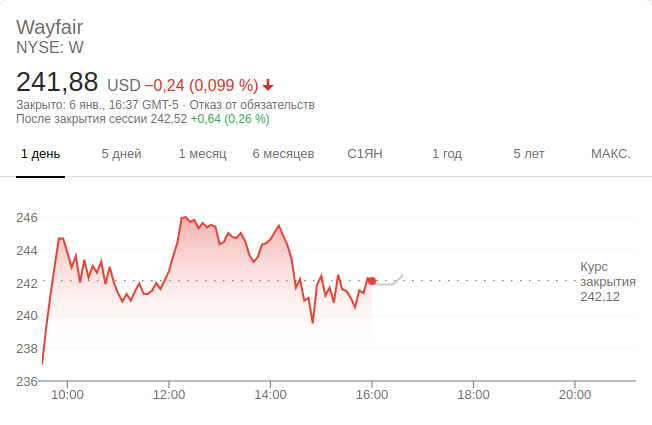 Wayfair
NYSE: W
241,88 USD −0,24 (0,099 %)
Закрыто: 6 янв., 16:37 GMT-5 · Отказ от обязательств
После закрытия сессии 242,52 +0,64 (0,26 %)
1 день 5 дней 1 месяц 6 месяцев С1ЯН 1 год 5 лет МАКС.
246
244
242
240
238
236
Курс
закрытия
242,12
10:00 12:00 14:00 16:00 18:00 20:00